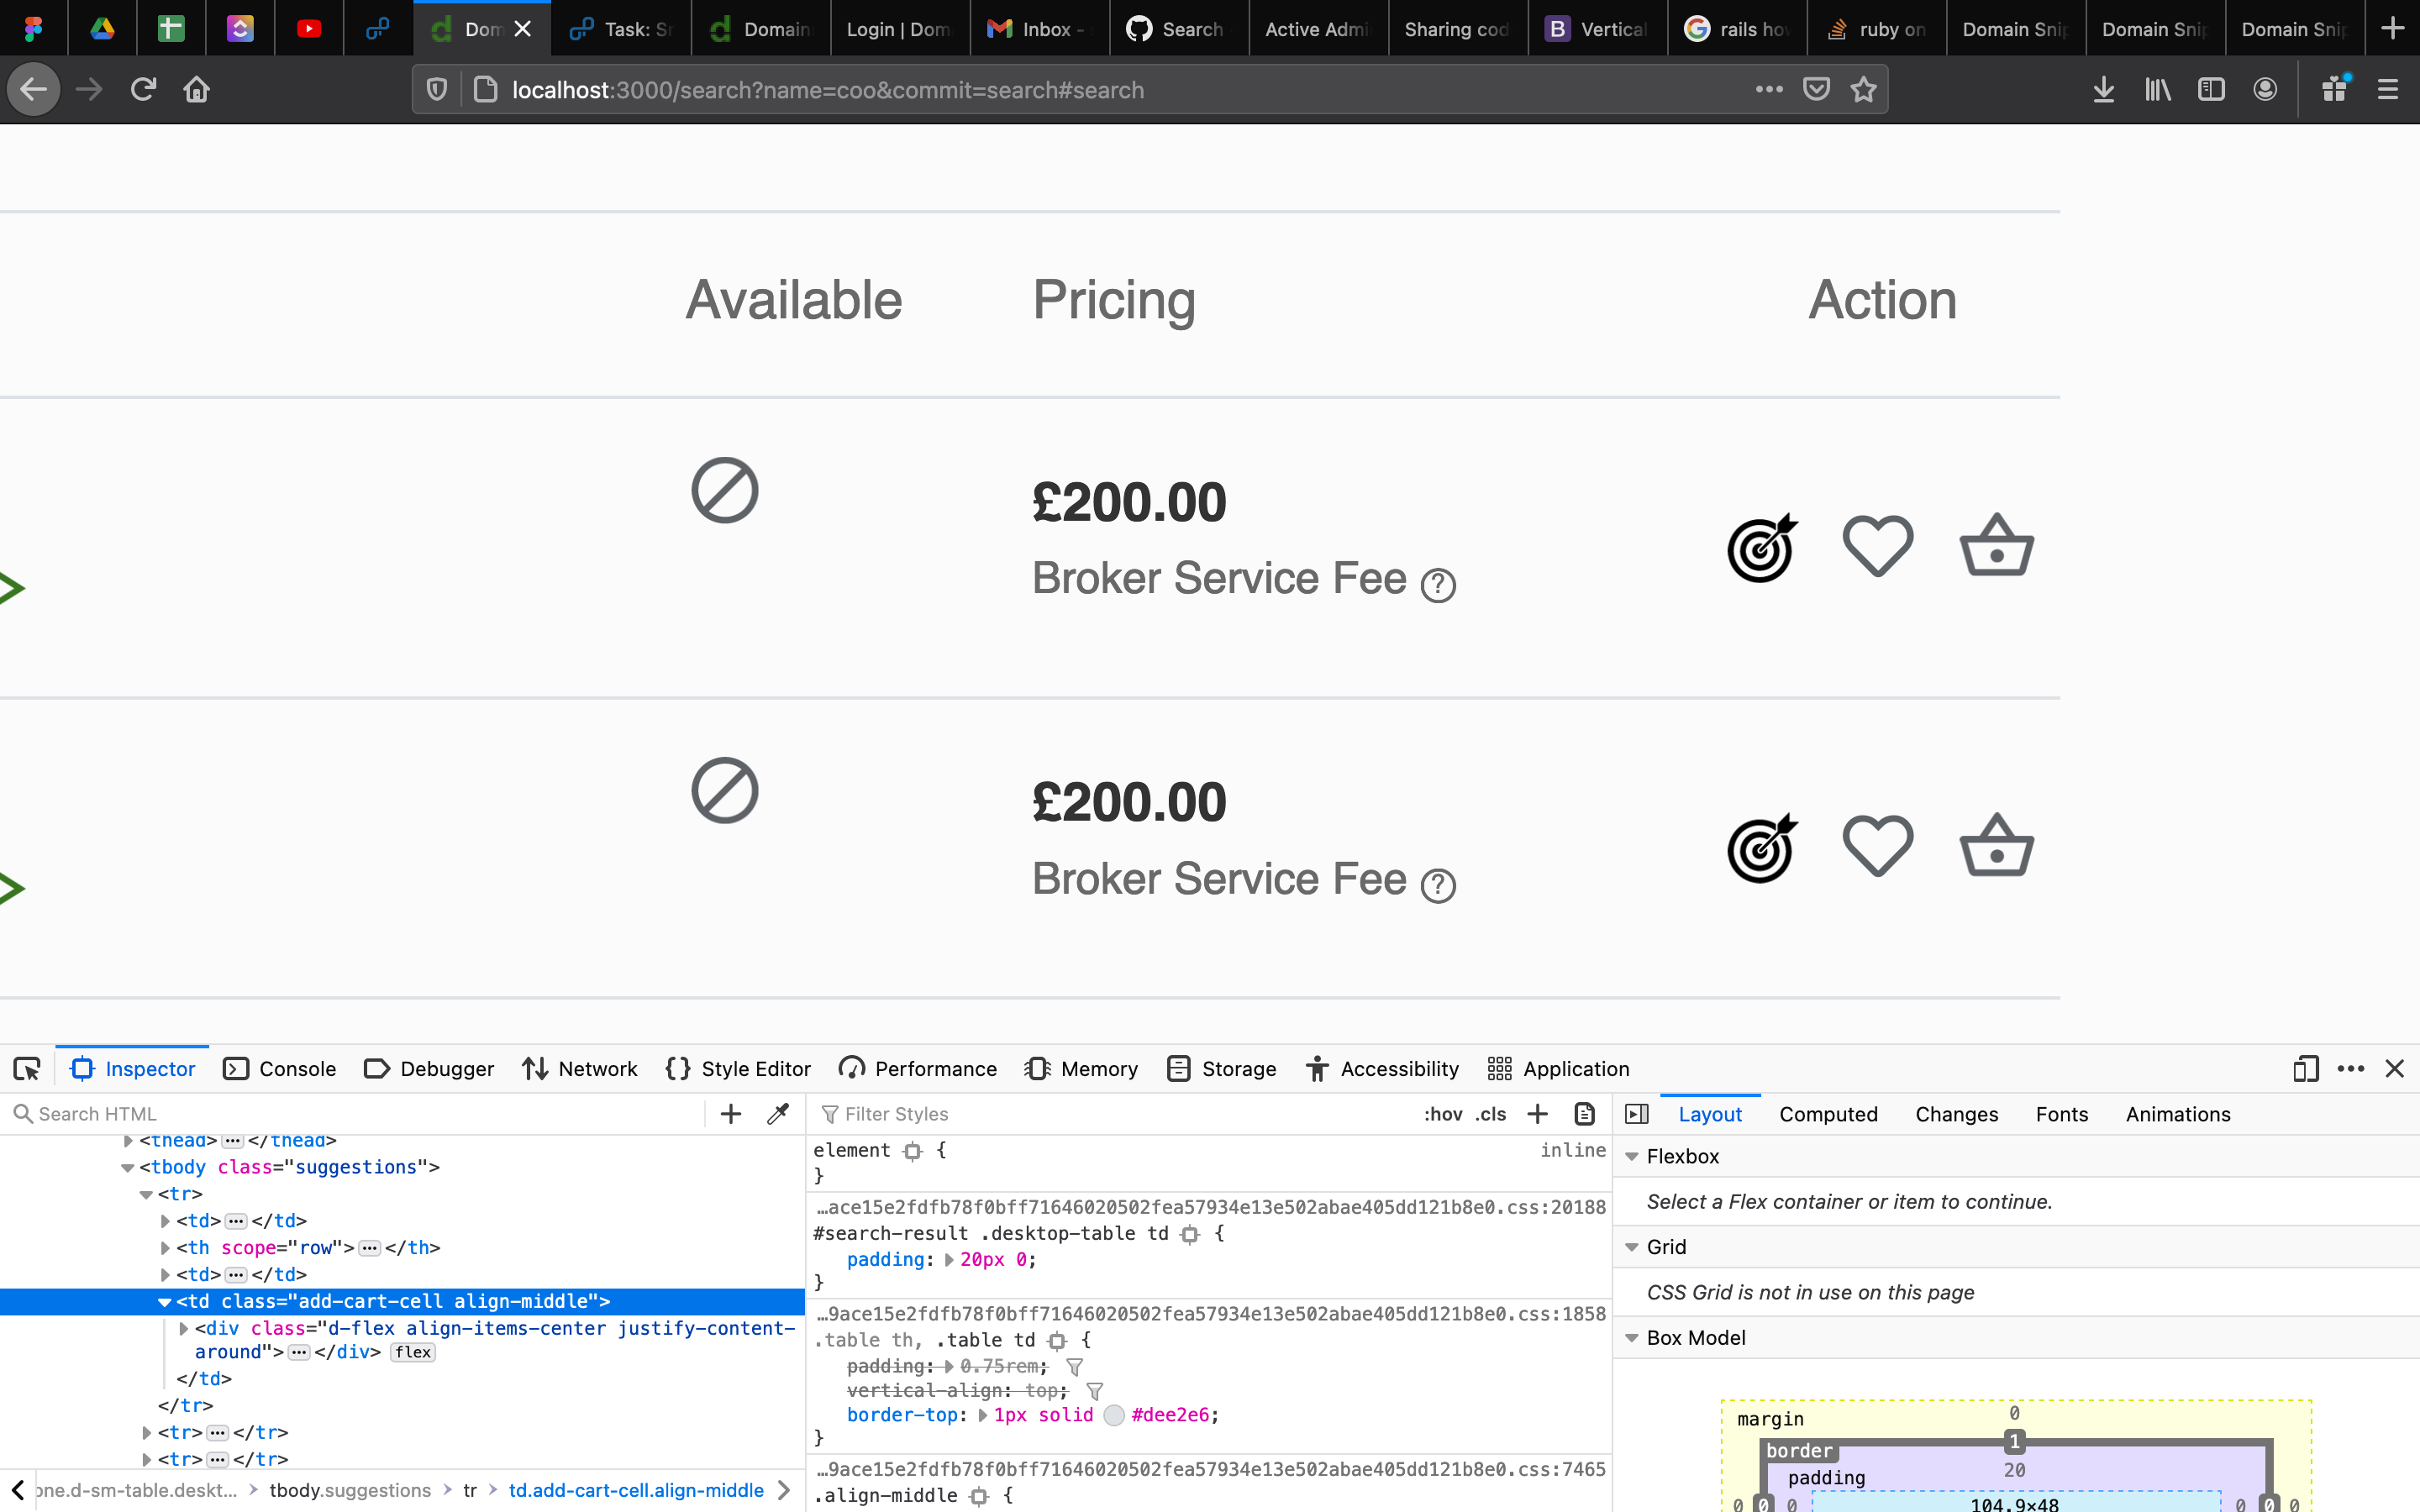 Dom
Task: Sr
Domain
Login | Dom
Inbox -
Search
Active Admi
Sharing cod
Vertical
rails how
ruby on
Domain Snip
Domain Snip
Domain Snip
localhost:3000/search?name=coo&commit=search#search
Available Pricing Action
£200.00
Broker Service Fee ?
£200.00
Broker Service Fee ?
Inspector Console Debugger Network Style Editor Performance Memory Storage Accessibility Application
Search HTML
<thead>…</thead>
<tbody class="suggestions">
<tr>
<td>…</td>
<th scope="row">…</th>
<td>…</td>
<td class="add-cart-cell align-middle">
<div class="d-flex align-items-center justify-content-
around">…</div> flex
</td>
</tr>
<tr>…</tr>
<tr>…</tr>
one.d-sm-table.deskt… > tbody.suggestions > tr > td.add-cart-cell.align-middle
Filter Styles :hov .cls
element { inline
}
…ace15e2fdfb78f0bff71646020502fea57934e13e502abae405dd121b8e0.css:20188
#search-result .desktop-table td {
padding: 20px 0;
}
…9ace15e2fdfb78f0bff71646020502fea57934e13e502abae405dd121b8e0.css:1858
.table th, .table td {
padding: 0.75rem;
vertical-align: top;
border-top: 1px solid #dee2e6;
}
…9ace15e2fdfb78f0bff71646020502fea57934e13e502abae405dd121b8e0.css:7465
.align-middle {
Layout Computed Changes Fonts Animations
Flexbox
Select a Flex container or item to continue.
Grid
CSS Grid is not in use on this page
Box Model
margin 0
border 1
padding 20
0 0 0 104.9×48 0 0 0